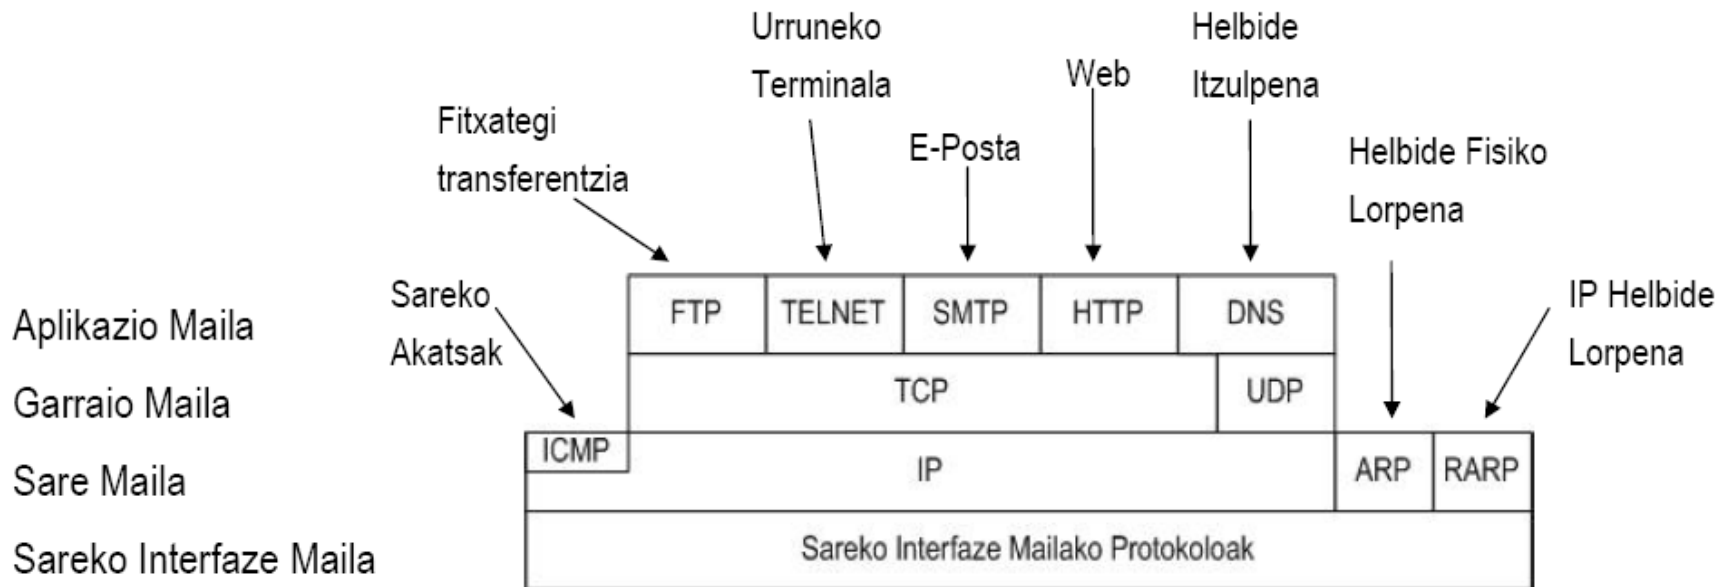 Urruneko
Terminala
Helbide
Itzulpena
Web
Fitxategi
transferentzia
E-Posta
Helbide Fisiko
Lorpena
Sareko
Akatsak
IP Helbide
Lorpena
Aplikazio Maila
FTP TELNET SMTP HTTP DNS
Garraio Maila
TCP UDP
Sare Maila
ICMP IP ARP RARP
Sareko Interfaze Maila
Sareko Interfaze Mailako Protokoloak